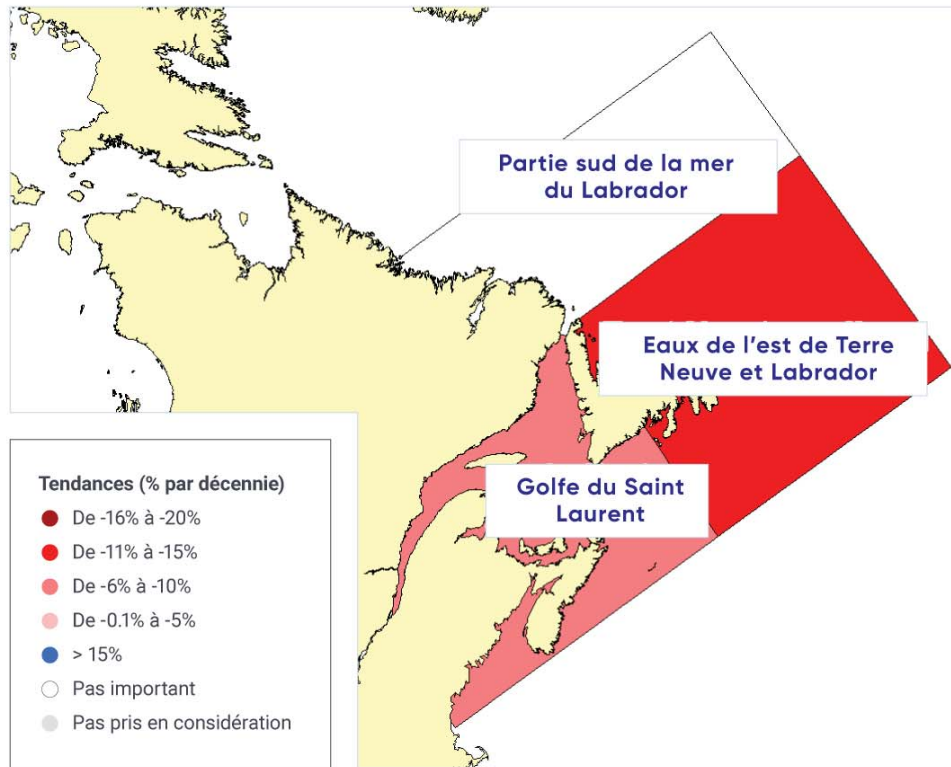 Partie sud de la mer
du Labrador
Eaux de l'est de Terre
Neuve et Labrador
Golfe du Saint
Laurent
Tendances (% par décennie)
De -16% à -20%
De -11% à -15%
De -6% à -10%
De -0.1% à -5%
> 15%
Pas important
Pas pris en considération